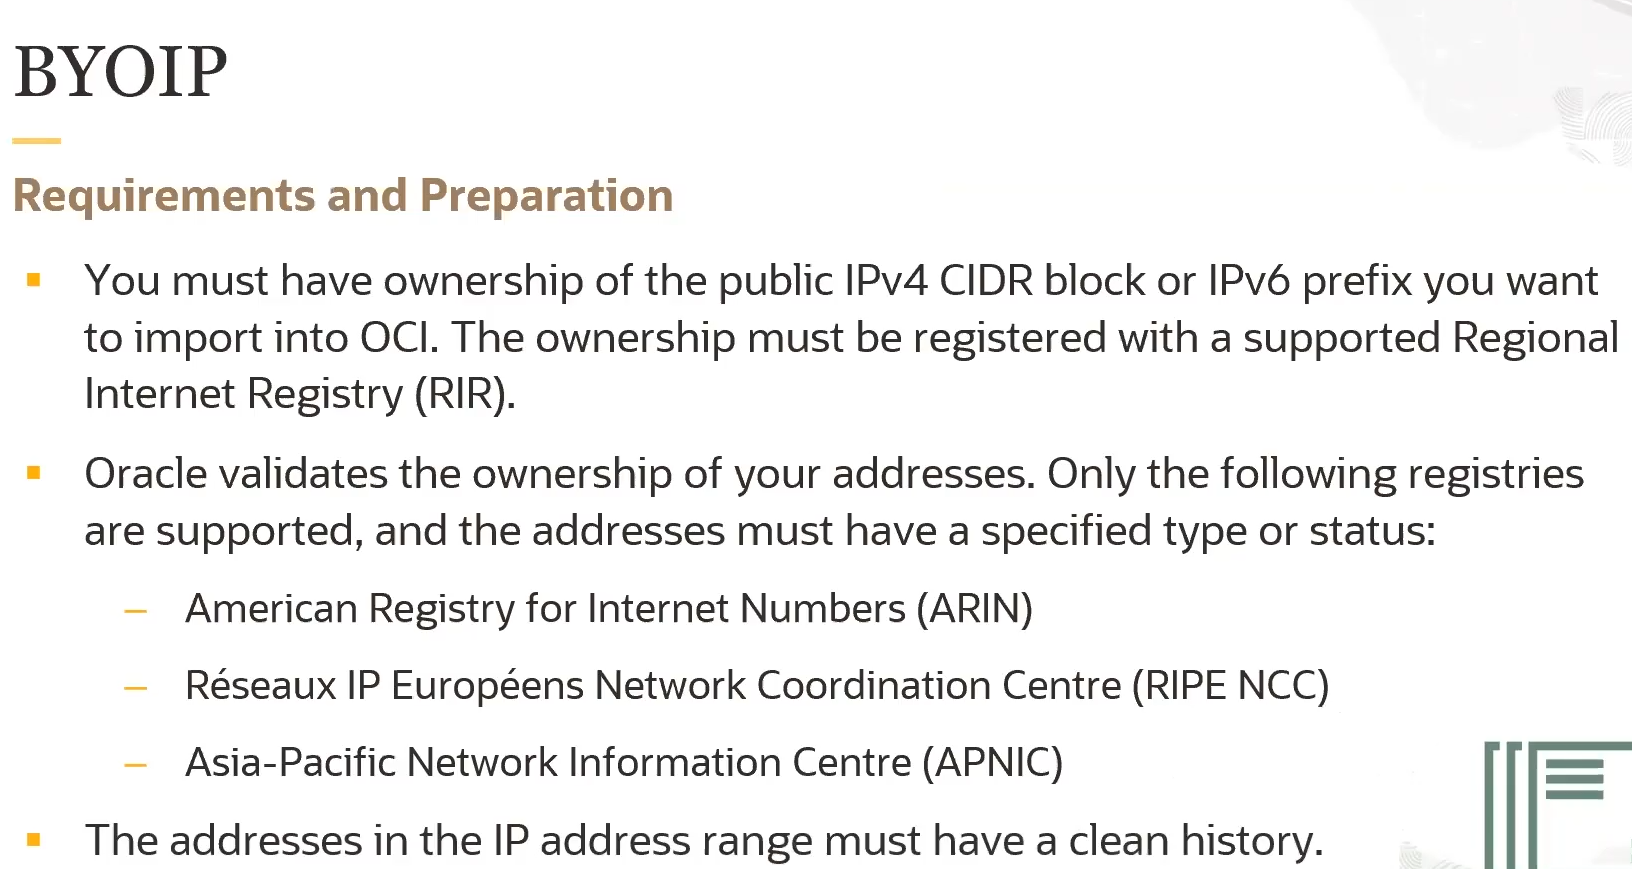 BYOIP
Requirements and Preparation
▪ You must have ownership of the public IPv4 CIDR block or IPv6 prefix you want
to import into OCI. The ownership must be registered with a supported Regional
Internet Registry (RIR).
▪ Oracle validates the ownership of your addresses. Only the following registries
are supported, and the addresses must have a specified type or status:
– American Registry for Internet Numbers (ARIN)
– Réseaux IP Européens Network Coordination Centre (RIPE NCC)
– Asia-Pacific Network Information Centre (APNIC)
▪ The addresses in the IP address range must have a clean history.